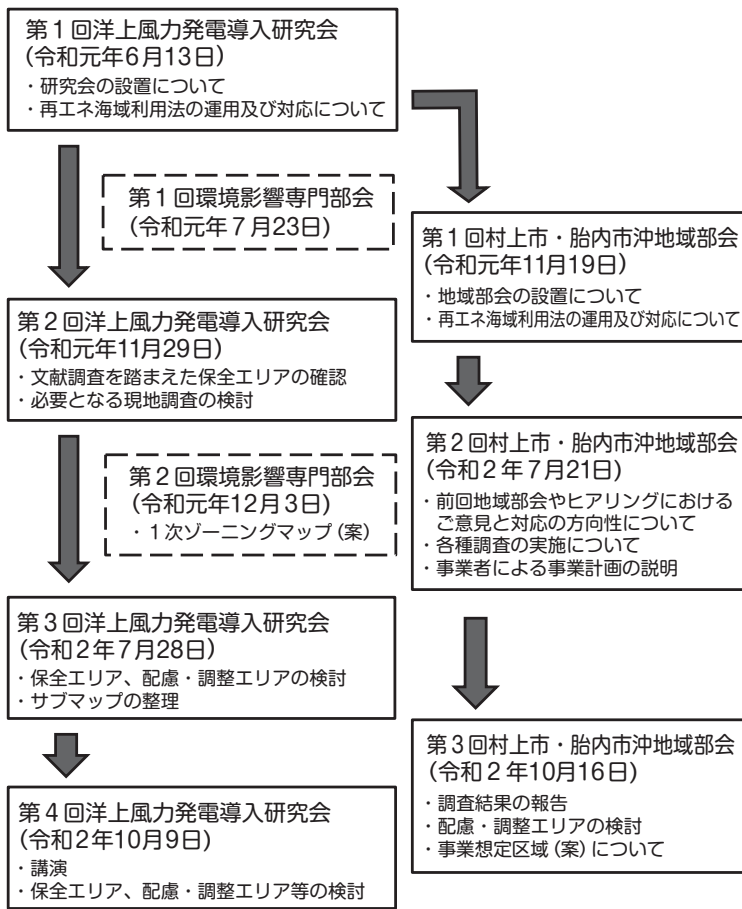 第1回洋上風力発電導入研究会
(令和元年6月13日)
・研究会の設置について
・再エネ海域利用法の運用及び対応について
第1回環境影響専門部会
(令和元年7月23日)
第2回洋上風力発電導入研究会
(令和元年11月29日)
・文献調査を踏まえた保全エリアの確認
・必要となる現地調査の検討
第2回環境影響専門部会
(令和元年12月3日)
・1次ゾーニングマップ(案)
第3回洋上風力発電導入研究会
(令和2年7月28日)
・保全エリア、配慮・調整エリアの検討
・サブマップの整理
第4回洋上風力発電導入研究会
(令和2年10月9日)
・講演
・保全エリア、配慮・調整エリア等の検討
第1回村上市・胎内市沖地域部会
(令和元年11月19日)
・地域部会の設置について
・再エネ海域利用法の運用及び対応について
第2回村上市・胎内市沖地域部会
(令和2年7月21日)
・前回地域部会やヒアリングにおける
ご意見と対応の方向性について
・各種調査の実施について
・事業者による事業計画の説明
第3回村上市・胎内市沖地域部会
(令和2年10月16日)
・調査結果の報告
・配慮・調整エリアの検討
・事業想定区域(案)について